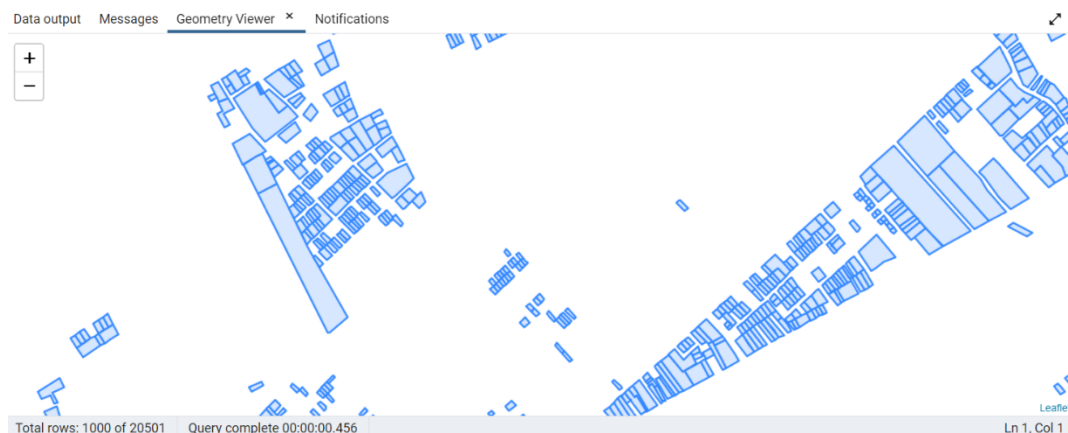 Data output Messages Geometry Viewer × Notifications
+
−
Leafle
Total rows: 1000 of 20501 Query complete 00:00:00.456 Ln 1, Col 1